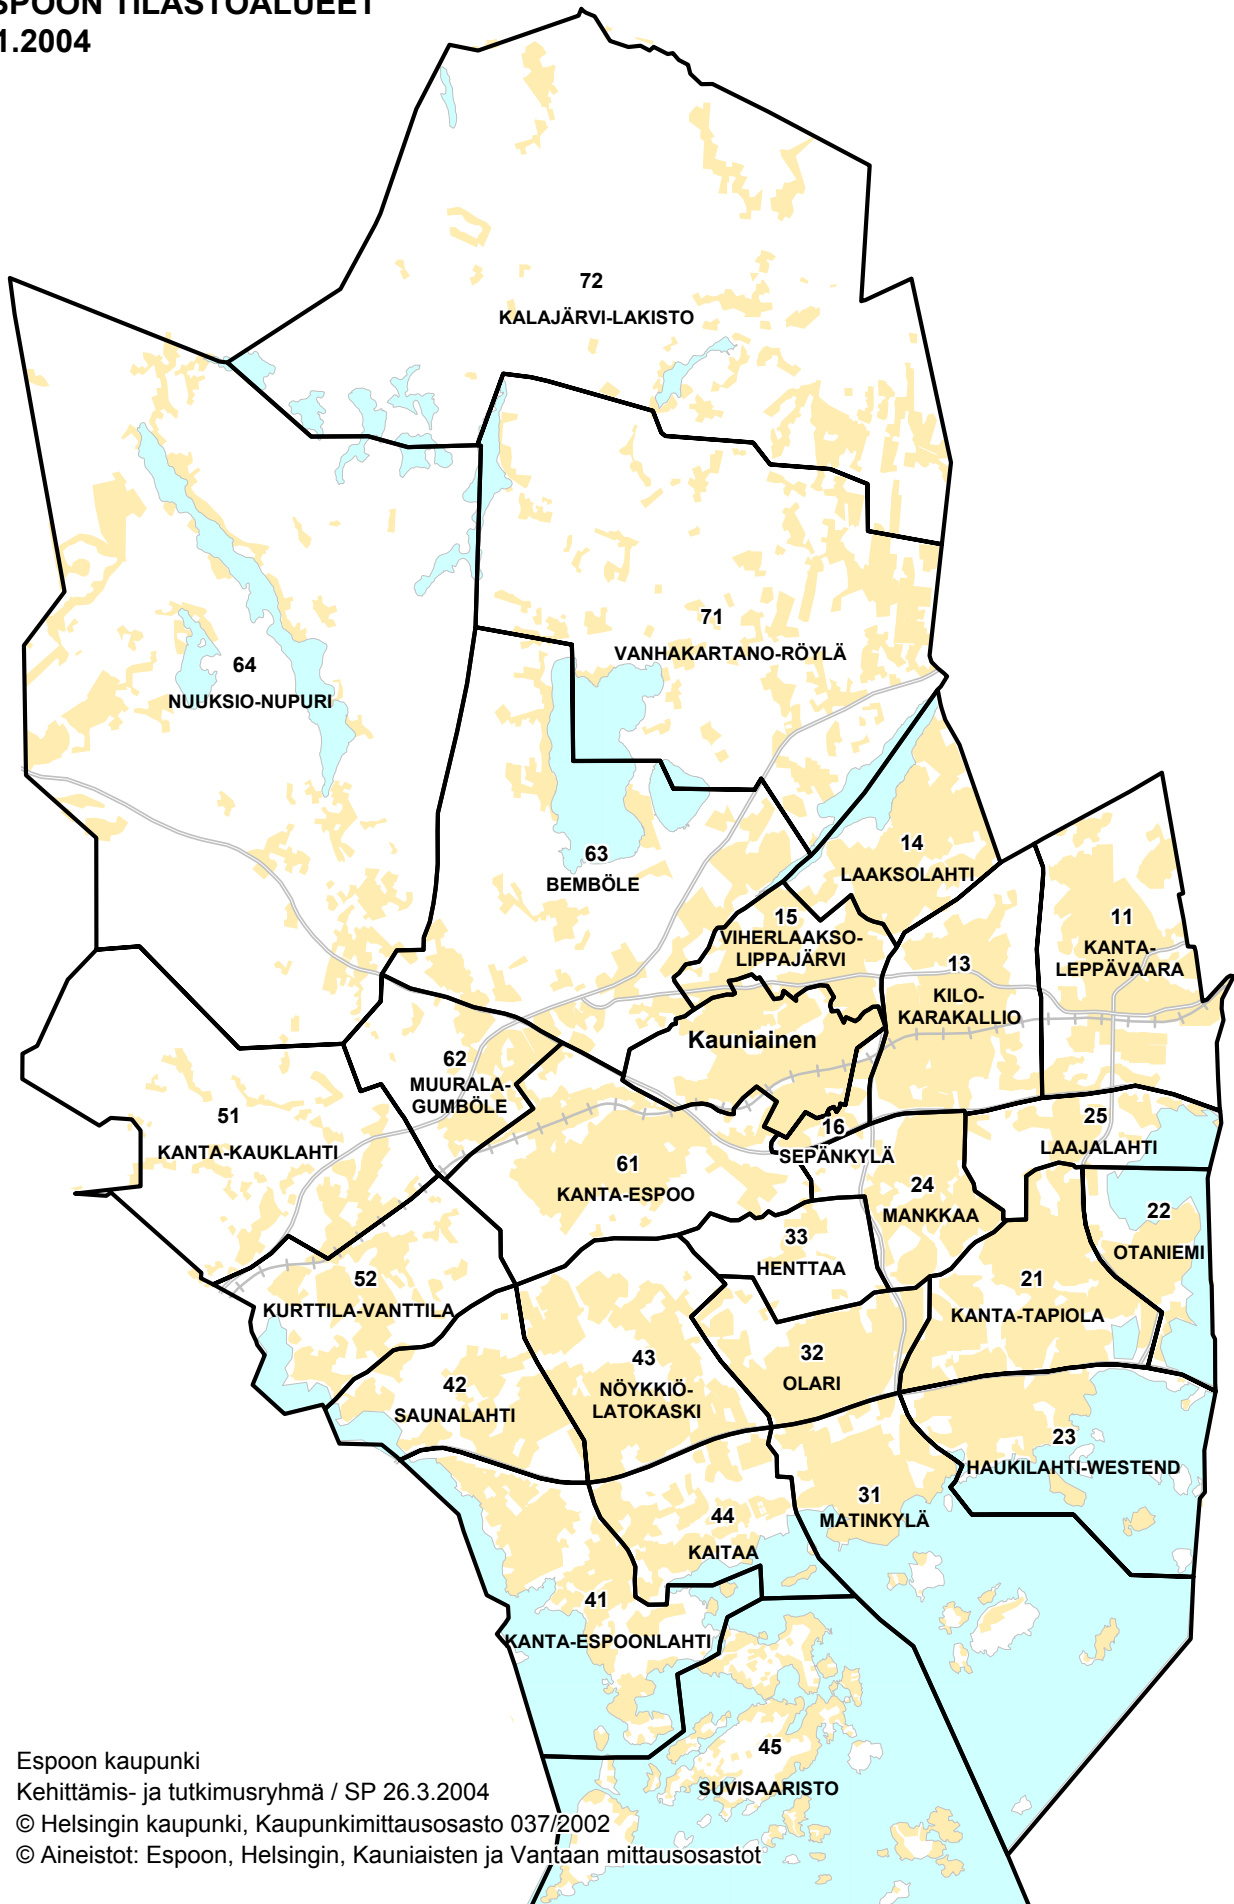 SPOON TILASTOALUEET
1.2004
72
KALAJÄRVI-LAKISTO
71
VANHAKARTANO-RÖYLÄ
64
NUUKSIO-NUPURI
63
BEMBÖLE
14
LAAKSOLAHTI
15
VIHERLAAKSO-
LIPPAJÄRVI
11
KANTA-
LEPPÄVAARA
13
KILO-
KARAKALLIO
Kauniainen
62
MUURALA-
GUMBÖLE
51
KANTA-KAUKLAHTI
16
SEPÄNKYLÄ
25
LAAJALAHTI
61
KANTA-ESPOO
24
MANKKAA
22
OTANIEMI
33
HENTTAA
52
KURTTILA-VANTTILA
21
KANTA-TAPIOLA
43
NÖYKKIÖ-
LATOKASKI
32
OLARI
42
SAUNALAHTI
23
HAUKILAHTI-WESTEND
31
MATINKYLÄ
44
KAITAA
41
KANTA-ESPOONLAHTI
45
SUVISAARISTO
Espoon kaupunki
Kehittämis- ja tutkimusryhmä / SP 26.3.2004
© Helsingin kaupunki, Kaupunkimittausosasto 037/2002
© Aineistot: Espoon, Helsingin, Kauniaisten ja Vantaan mittausosastot